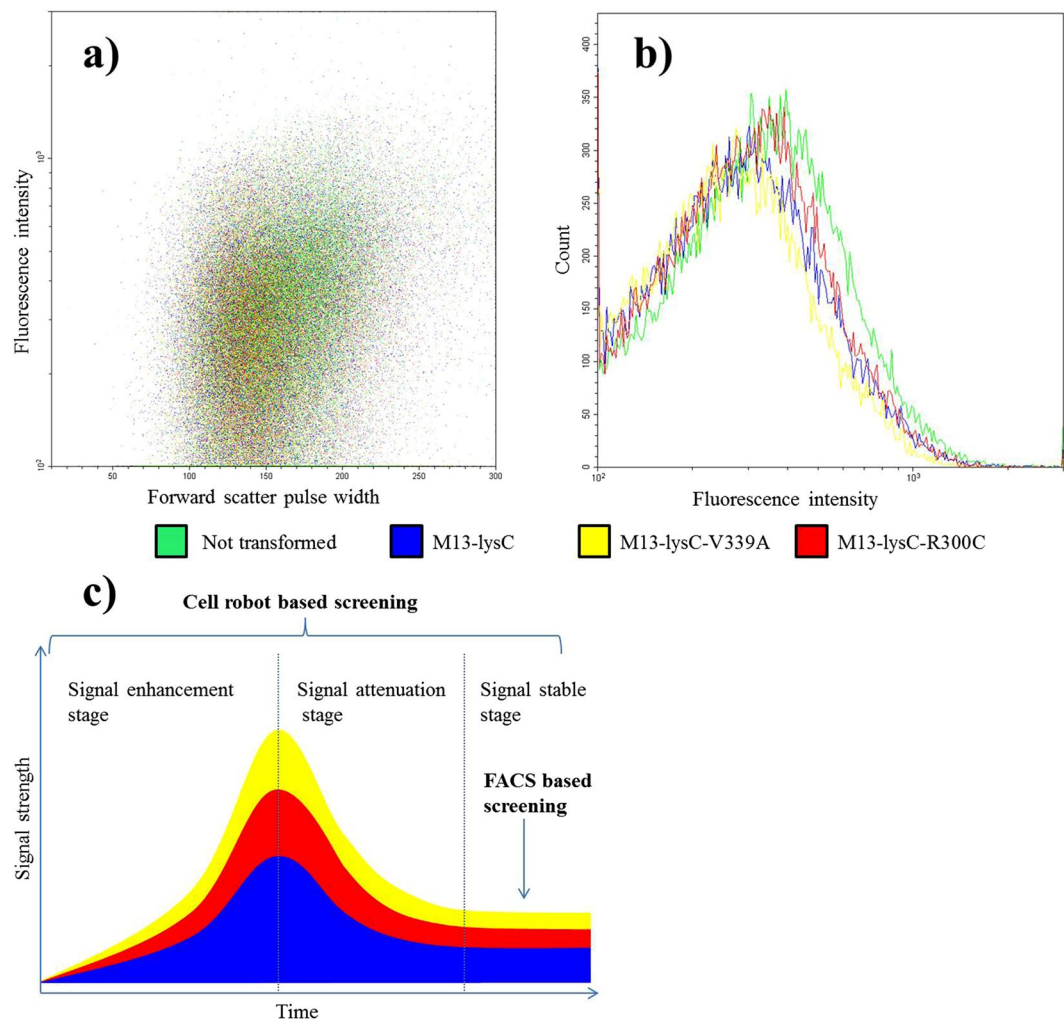 a)
Fluorescence intensity
10³
10²
50
100
150
200
250
300
Forward scatter pulse width
b)
Count
400
350
300
250
200
150
100
50
0
10²
10³
Fluorescence intensity
Not transformed
M13-lysC
M13-lysC-V339A
M13-lysC-R300C
c)
Cell robot based screening
Signal enhancement
stage
Signal attenuation
stage
Signal stable
stage
FACS based
screening
Signal strength
Time